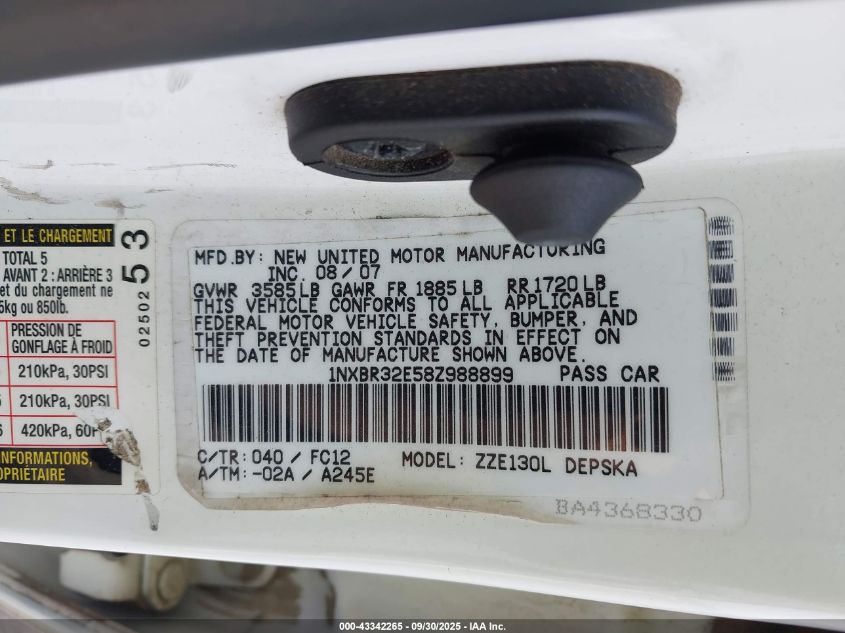 ET LE CHARGEMENT
TOTAL 5
AVANT 2 : ARRIÈRE 3
et du chargement ne
5kg ou 850lb.
PRESSION DE
GONFLAGE À FROID
210kPa, 30PSI
210kPa, 30PSI
420kPa, 60
INFORMATIONS,
PROPRIÉTAIRE
02502
53
MFD.BY: NEW UNITED MOTOR MANUFACTURING
INC. 08/07
GVWR 3585LB GAWR FR 1885LB RR 1720LB
THIS VEHICLE CONFORMS TO ALL APPLICABLE
FEDERAL MOTOR VEHICLE SAFETY, BUMPER, AND
THEFT PREVENTION STANDARDS IN EFFECT ON
THE DATE OF MANUFACTURE SHOWN ABOVE.
1NXBR32E58Z988899 PASS CAR
C/TR: 040 / FC12 MODEL: ZZE130L DEPSKA
A/TM: -02A / A245E
BA4368330
000-43342265 - 09/30/2025 - IAA Inc.